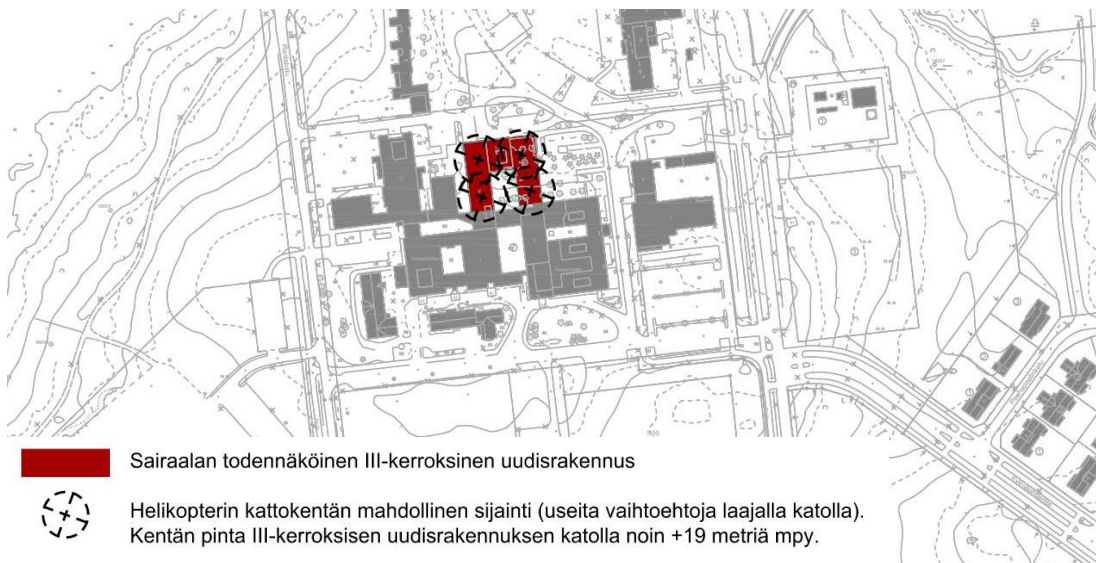 Sairaalan todennäköinen III-kerroksinen uudisrakennus
Helikopterin kattokentän mahdollinen sijainti (useita vaihtoehtoja laajalla katolla).
Kentän pinta III-kerroksisen uudisrakennuksen katolla noin +19 metriä mpy.